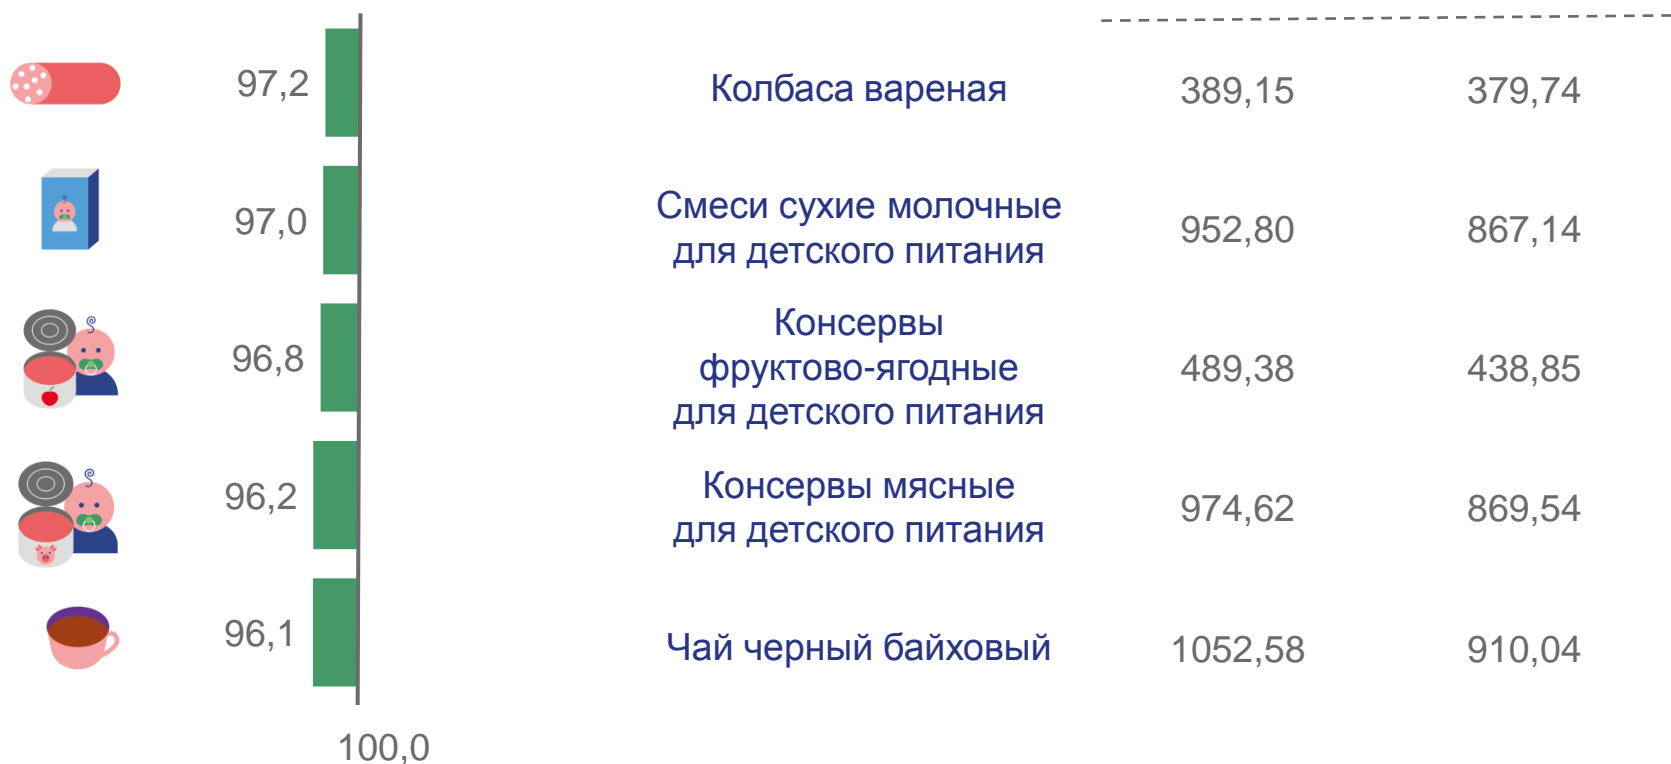 97,2 Колбаса вареная 389,15 379,74
Смеси сухие молочные
97,0 952,80 867,14
для детского питания
Консервы
96,8 фруктово-ягодные 489,38 438,85
для детского питания
Консервы мясные
96,2 974,62 869,54
для детского питания
96,1 Чай черный байховый 1052,58 910,04
100,0